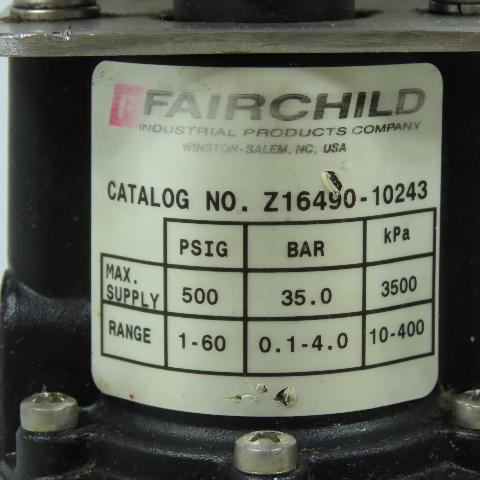 FAIRCHILD
INDUSTRIAL PRODUCTS COMPANY
WINSTON-SALEM, NC, USA
CATALOG NO. Z16490-10243
PSIG BAR kPa
MAX. SUPPLY 500 35.0 3500
RANGE 1-60 0.1-4.0 10-400